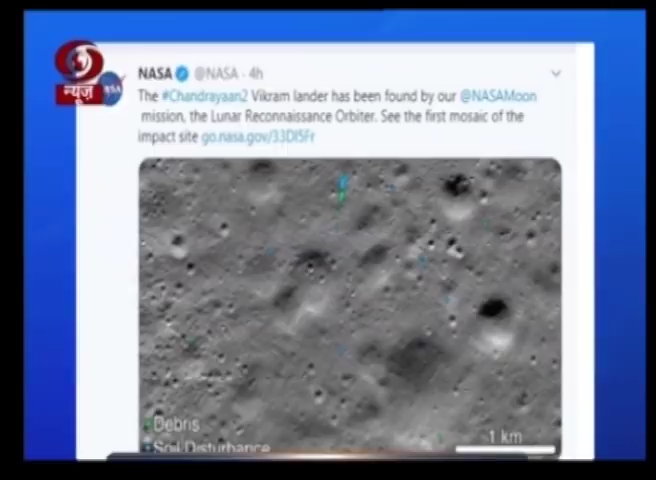 न्यूज़
NASA @NASA · 4h
The #Chandrayaan2 Vikram lander has been found by our @NASAMoon
mission, the Lunar Reconnaissance Orbiter. See the first mosaic of the
impact site go.nasa.gov/33DI5Fr
Debris
Soil Disturbance
1 km